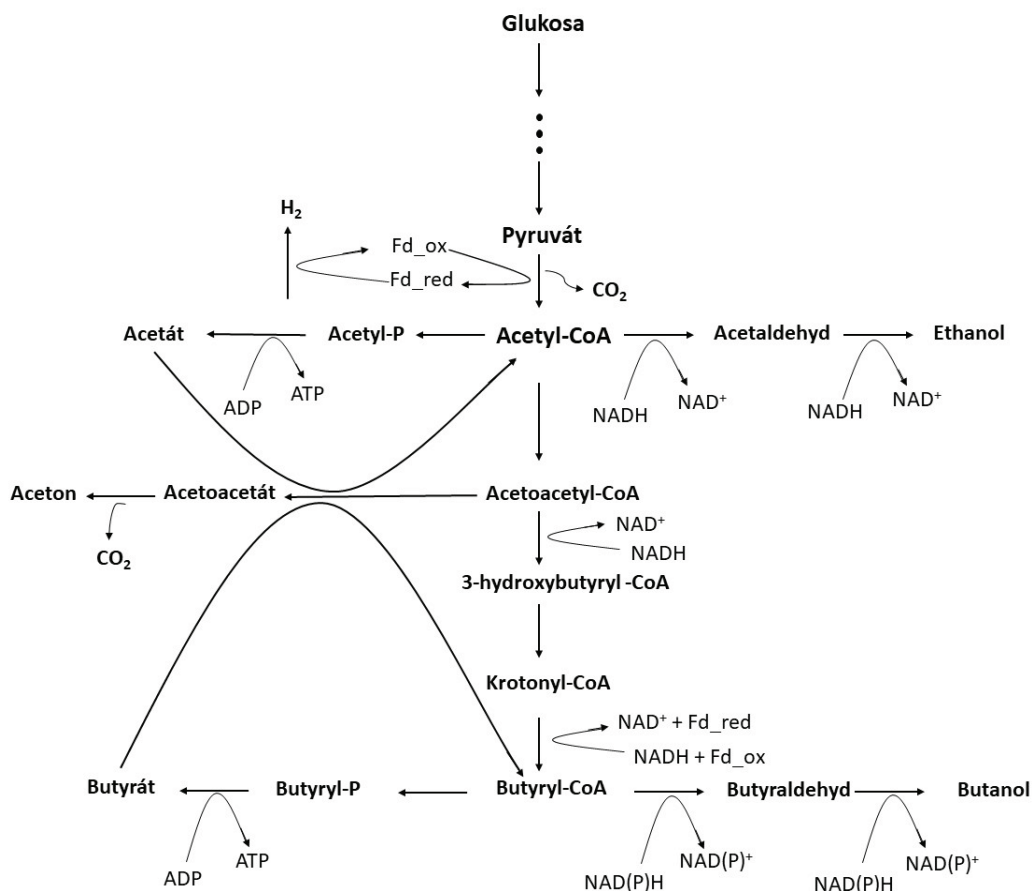 Glukosa
Pyruvát
H₂
Fd_ox
Fd_red
CO₂
Acetát
Acetyl-P
Acetyl-CoA
Acetaldehyd
Ethanol
ADP
ATP
NADH
NAD⁺
NADH
NAD⁺
Aceton
Acetoacetát
Acetoacetyl-CoA
CO₂
NAD⁺
NADH
3-hydroxybutyryl -CoA
Krotonyl-CoA
NAD⁺ + Fd_red
NADH + Fd_ox
Butyrát
Butyryl-P
Butyryl-CoA
Butyraldehyd
Butanol
ADP
ATP
NAD(P)H
NAD(P)⁺
NAD(P)H
NAD(P)⁺